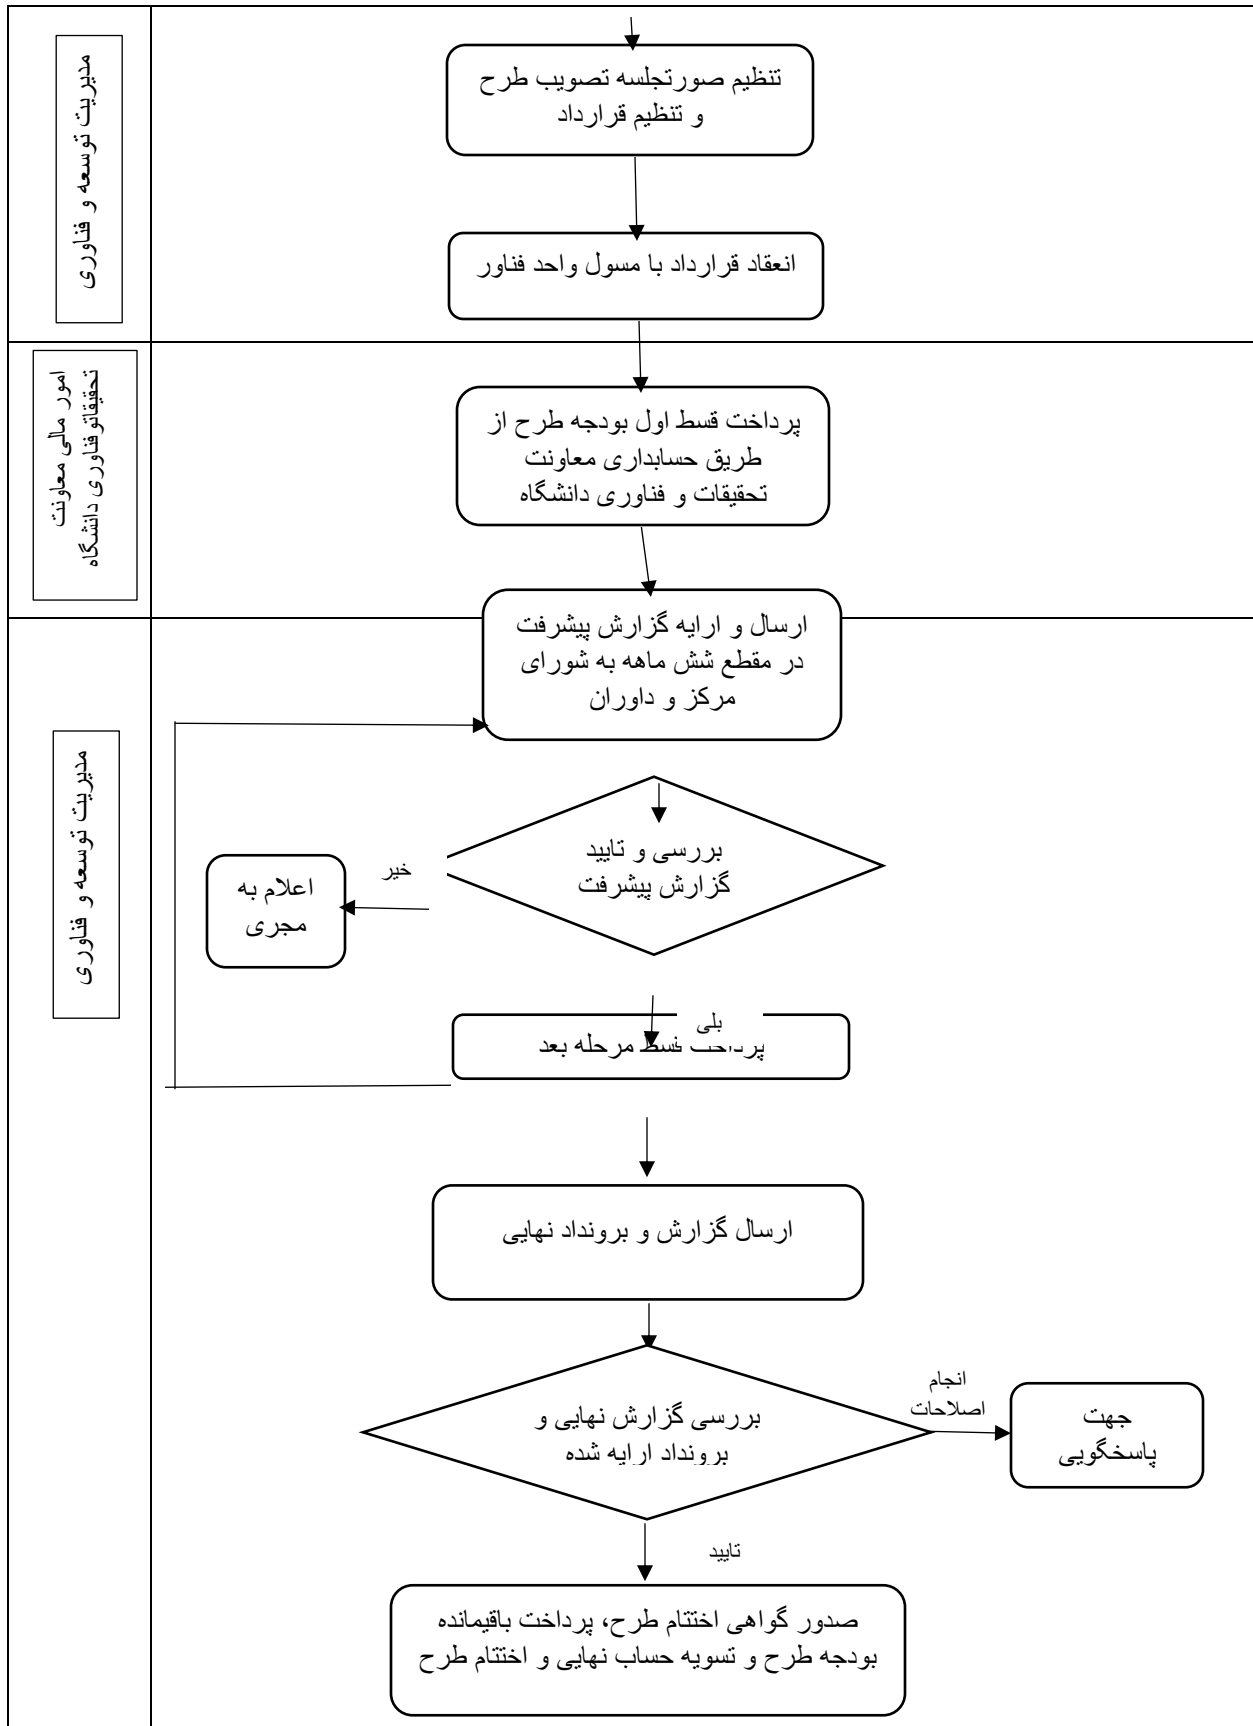 مدیریت توسعه و فناوری
تنظیم صورتجلسه تصویب طرح
و تنظیم قرارداد
انعقاد قرارداد با مسول واحد فناور
امور مالی معاونت
تحقیقاتوفناوری دانشگاه
پرداخت قسط اول بودجه طرح از
طریق حسابداری معاونت
تحقیقات و فناوری دانشگاه
ارسال و ارایه گزارش پیشرفت
در مقطع شش ماهه به شورای
مرکز و داوران
مدیریت توسعه و فناوری
بررسی و تایید
گزارش پیشرفت
خیر
اعلام به
مجری
بلی
پرداخت قسط مرحله بعد
ارسال گزارش و برونداد نهایی
بررسی گزارش نهایی و
برونداد ارایه شده
انجام
اصلاحات
جهت
پاسخگویی
تایید
صدور گواهی اختتام طرح، پرداخت باقیمانده
بودجه طرح و تسویه حساب نهایی و اختتام طرح